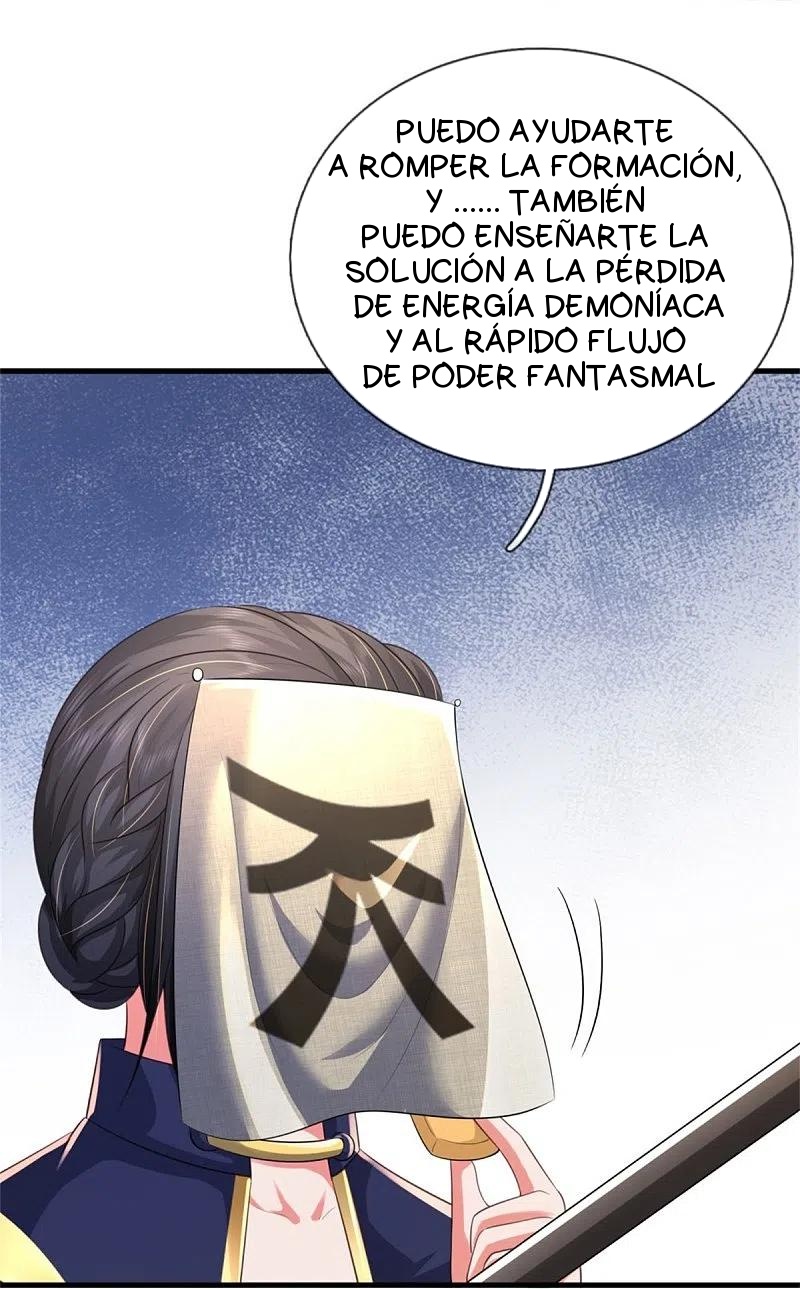 PUEDO AYUDARTE
A ROMPER LA FORMACIÓN,
Y ...... TAMBIÉN
PUEDO ENSEÑARTE LA
SOLUCIÓN A LA PÉRDIDA
DE ENERGÍA DEMONÍACA
Y AL RÁPIDO FLUJO
DE PODER FANTASMAL